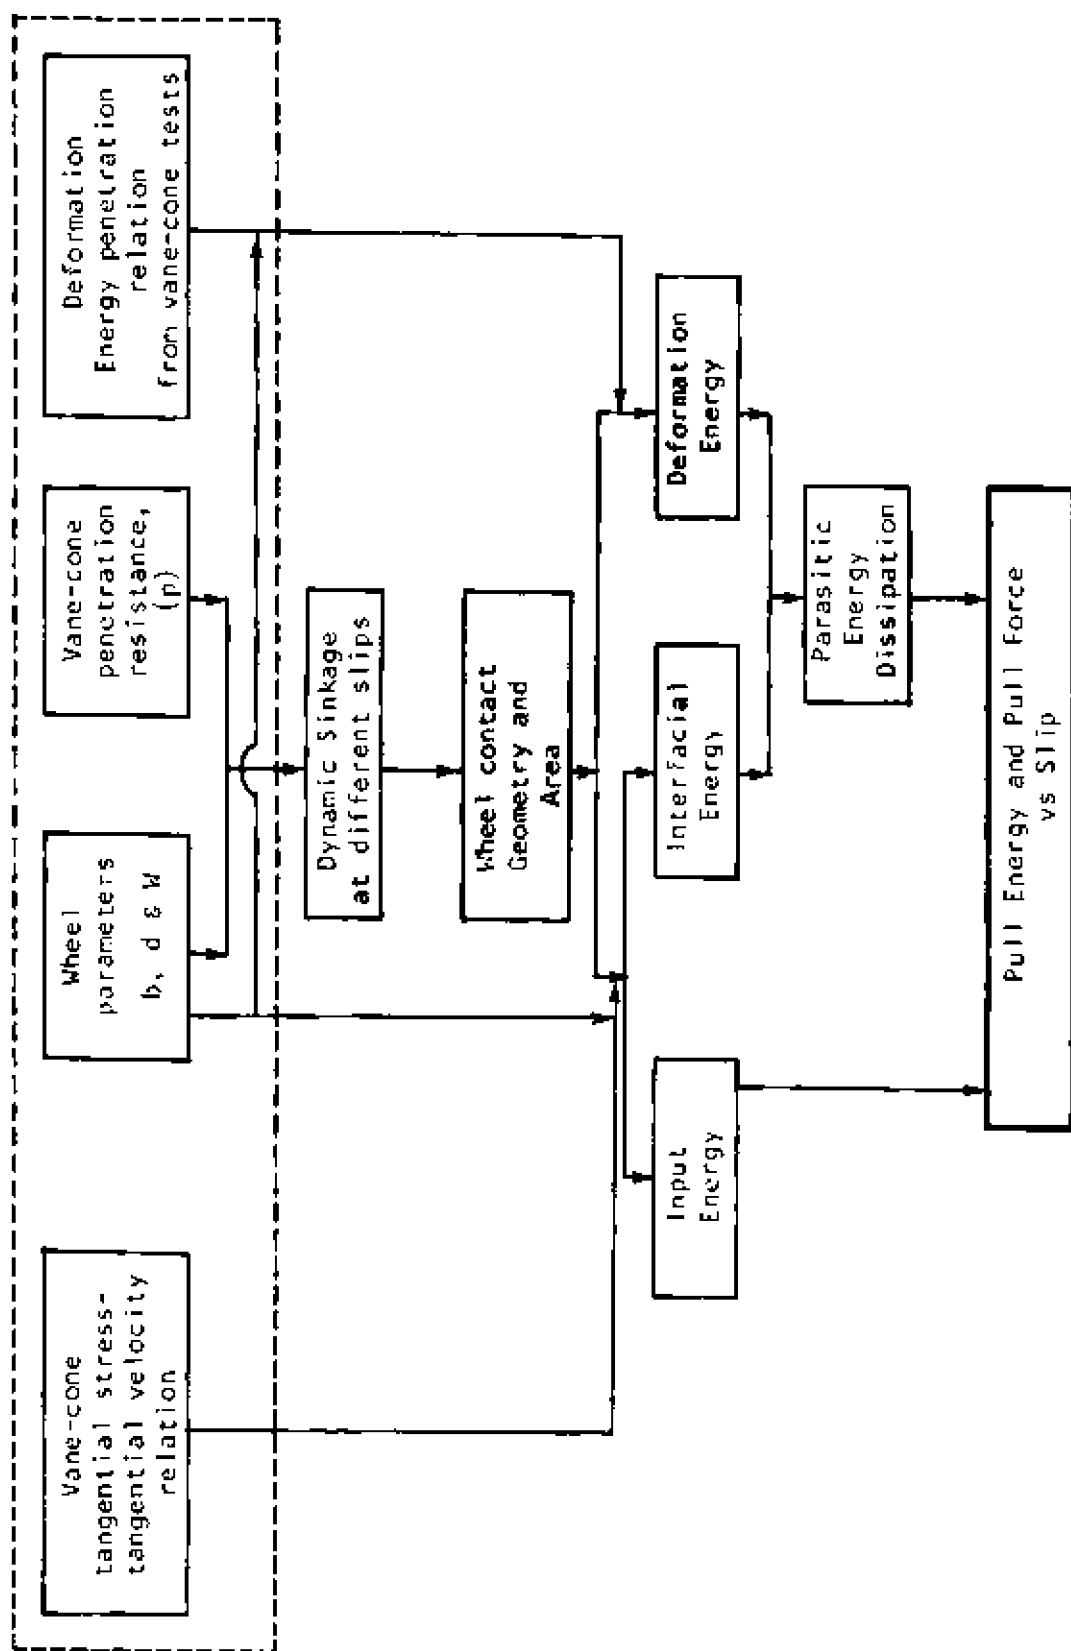 Vane-cone
tangential stress-
tangential velocity
relation
Wheel
parameters
b, d & W
Vane-cone
penetration
resistance,
(p)
Deformation
Energy penetration
relation
from vane-cone tests
Dynamic Sinkage
at different slips
Wheel contact
Geometry and
Area
Input
Energy
Interfacial
Energy
Deformation
Energy
Parasitic
Energy
Dissipation
Pull Energy and Pull Force
vs Slip